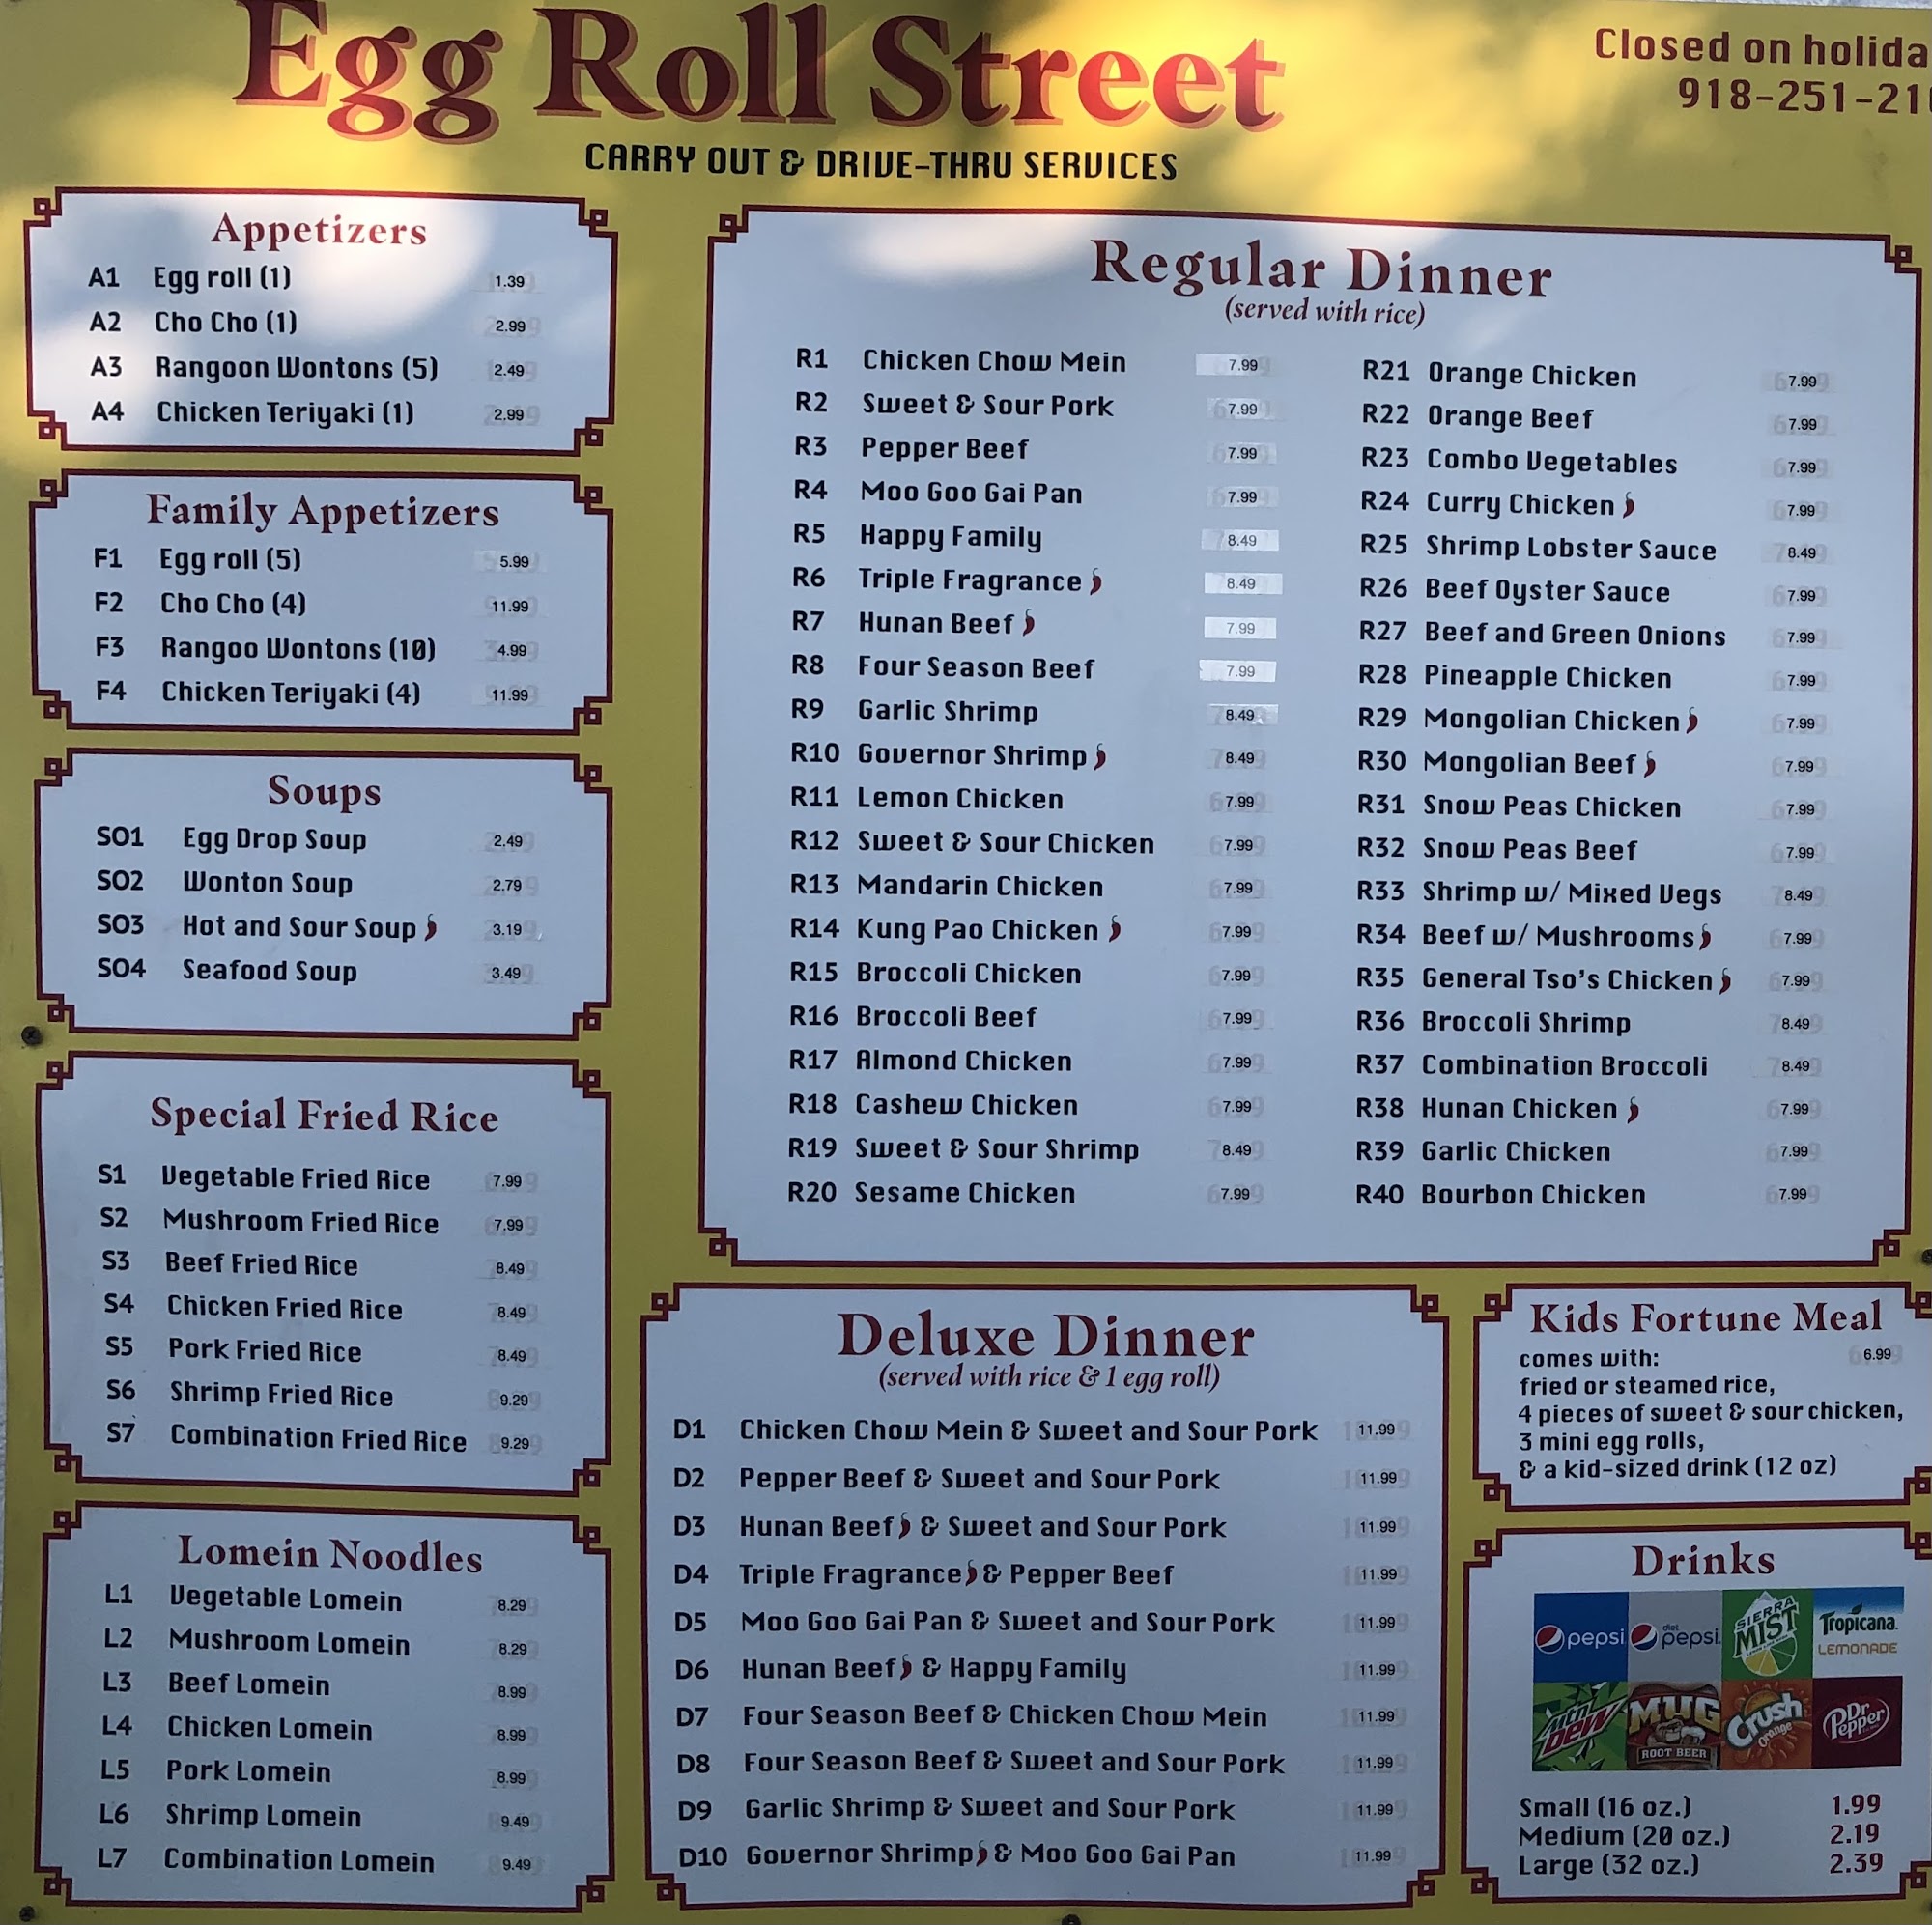 Egg Roll Street
CARRY OUT & DRIVE-THRU SERVICES
Closed on
918-251-
Appetizers
A1 Egg roll (1) 1.39
A2 Cho Cho (1) 2.99
A3 Rangoon Wontons (5) 2.49
A4 Chicken Teriyaki (1) 2.99
Family Appetizers
F1 Egg roll (5) 5.99
F2 Cho Cho (4) 11.99
F3 Rangoo Wontons (10) 4.99
F4 Chicken Teriyaki (4) 11.99
Soups
SO1 Egg Drop Soup 2.49
SO2 Wonton Soup 2.79
SO3 Hot and Sour Soup 3.19
SO4 Seafood Soup 3.49
Special Fried Rice
S1 Vegetable Fried Rice 7.99
S2 Mushroom Fried Rice 7.99
S3 Beef Fried Rice 8.49
S4 Chicken Fried Rice 8.49
S5 Pork Fried Rice 8.49
S6 Shrimp Fried Rice 9.29
S7 Combination Fried Rice 9.29
Lomein Noodles
L1 Vegetable Lomein 8.29
L2 Mushroom Lomein 8.29
L3 Beef Lomein 8.99
L4 Chicken Lomein 8.99
L5 Pork Lomein 8.99
L6 Shrimp Lomein 9.49
L7 Combination Lomein 9.49
Regular Dinner
(served with rice)
R1 Chicken Chow Mein 7.99
R2 Sweet & Sour Pork 7.99
R3 Pepper Beef 7.99
R4 Moo Goo Gai Pan 7.99
R5 Happy Family 8.49
R6 Triple Fragrance 8.49
R7 Hunan Beef 7.99
R8 Four Season Beef 7.99
R9 Garlic Shrimp 8.49
R10 Governor Shrimp 8.49
R11 Lemon Chicken 7.99
R12 Sweet & Sour Chicken 7.99
R13 Mandarin Chicken 7.99
R14 Kung Pao Chicken 7.99
R15 Broccoli Chicken 7.99
R16 Broccoli Beef 7.99
R17 Almond Chicken 7.99
R18 Cashew Chicken 7.99
R19 Sweet & Sour Shrimp 8.49
R20 Sesame Chicken 7.99
R21 Orange Chicken 7.99
R22 Orange Beef 7.99
R23 Combo Vegetables 7.99
R24 Curry Chicken 7.99
R25 Shrimp Lobster Sauce 8.49
R26 Beef Oyster Sauce 7.99
R27 Beef and Green Onions 7.99
R28 Pineapple Chicken 7.99
R29 Mongolian Chicken 7.99
R30 Mongolian Beef 7.99
R31 Snow Peas Chicken 7.99
R32 Snow Peas Beef 7.99
R33 Shrimp w/ Mixed Vegs 8.49
R34 Beef w/ Mushrooms 7.99
R35 General Tso's Chicken 7.99
R36 Broccoli Shrimp 8.49
R37 Combination Broccoli 8.49
R38 Hunan Chicken 7.99
R39 Garlic Chicken 7.99
R40 Bourbon Chicken 7.99
Deluxe Dinner
(served with rice & 1 egg roll)
D1 Chicken Chow Mein & Sweet and Sour Pork 11.99
D2 Pepper Beef & Sweet and Sour Pork 11.99
D3 Hunan Beef & Sweet and Sour Pork 11.99
D4 Triple Fragrance & Pepper Beef 11.99
D5 Moo Goo Gai Pan & Sweet and Sour Pork 11.99
D6 Hunan Beef & Happy Family 11.99
D7 Four Season Beef & Chicken Chow Mein 11.99
D8 Four Season Beef & Sweet and Sour Pork 11.99
D9 Garlic Shrimp & Sweet and Sour Pork 11.99
D10 Governor Shrimp & Moo Goo Gai Pan 11.99
Kids Fortune Meal
comes with: 6.99
fried or steamed rice,
4 pieces of sweet & sour chicken,
3 mini egg rolls,
& a kid-sized drink (12 oz)
Drinks
pepsi
diet
pepsi
SIERRA
MIST
Tropicana
LEMONADE
mtn
DEW
MUG
ROOT BEER
Crush
Orange
Dr
Pepper
Small (16 oz.) 1.99
Medium (20 oz.) 2.19
Large (32 oz.) 2.39